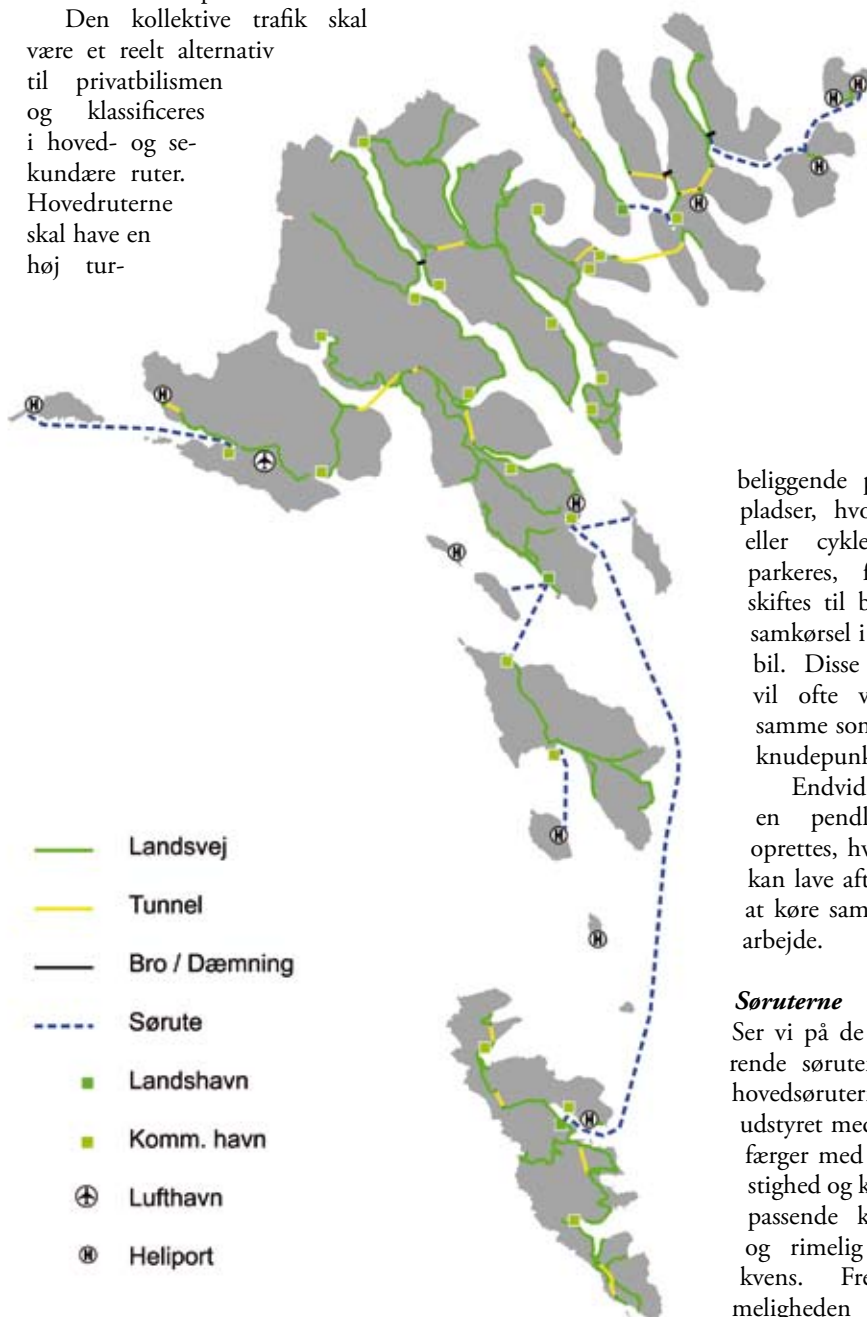 Den kollektive trafik skal
være et reelt alternativ
til privatbilismen
og klassificeres
i hoved- og se-
kundære ruter.
Hovedruterne
skal have en
høj tur-
Landsvej
Tunnel
Bro / Dæmning
Sørute
Landshavn
Komm. havn
Lufthavn
Heliport
beliggende
pladser, hvo
eller cykle
parkeres, f
skiftes til b
samkørsel i
bil. Disse
vil ofte v
samme som
knudepunk
Endvid
en pendl
oprettes, hv
kan lave aft
at køre sam
arbejde.
Søruterne
Ser vi på de
rende søruter
hovedsøruter,
udstyret med
færger med
stighed og k
passende k
og rimelig
kvens. Fre
meligheden